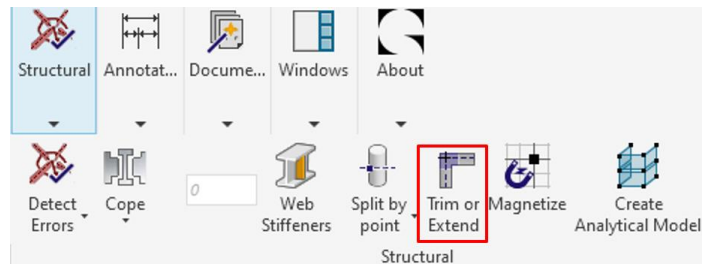 Structural Annotat... Docume... Windows About
0
Detect Cope Web Split by Trim or Magnetize Create
Errors Stiffeners point Extend Analytical Model
Structural